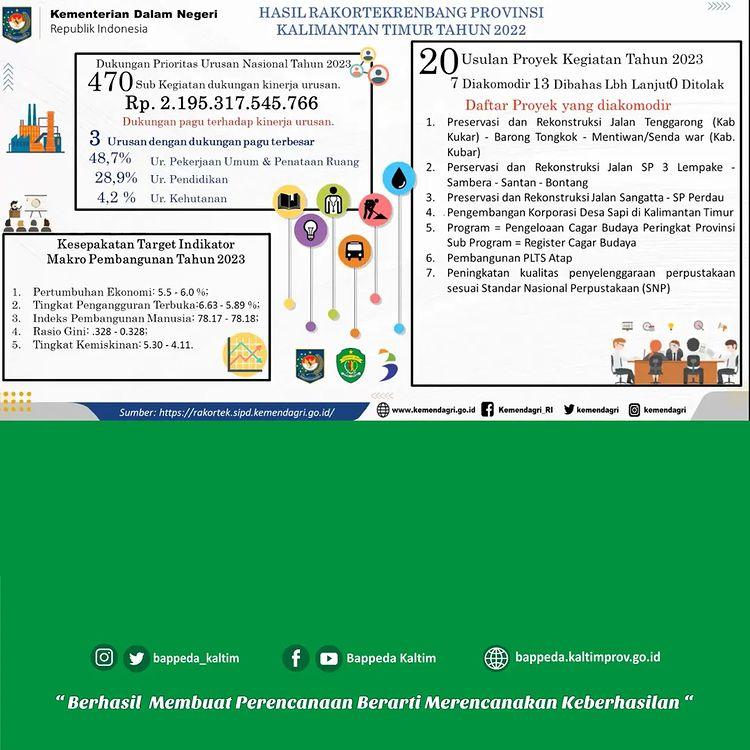 Kementerian Dalam Negeri
Republik Indonesia
HASIL RAKORTEKRENBANG PROVINSI
KALIMANTAN TIMUR TAHUN 2022
Dukungan Prioritas Urusan Nasional Tahun 2023
470 Sub Kegiatan dukungan kinerja urusan.
Rp. 2.195.317.545.766
Dukungan pagu terhadap kinerja urusan.
3 Urusan dengan dukungan pagu terbesar
48,7% Ur. Pekerjaan Umum & Penataan Ruang
28,9% Ur. Pendidikan
4,2 % Ur. Kehutanan
Kesepakatan Target Indikator
Makro Pembangunan Tahun 2023
1. Pertumbuhan Ekonomi: 5.5 - 6.0 %;
2. Tingkat Pengangguran Terbuka:6.63 - 5.89 %;
3. Indeks Pembangunan Manusia: 78.17 - 78.18;
4. Rasio Gini: .328 - 0.328;
5. Tingkat Kemiskinan: 5.30 - 4.11.
20 Usulan Proyek Kegiatan Tahun 2023
7 Diakomodir 13 Dibahas Lbh Lanjut0 Ditolak
Daftar Proyek yang diakomodir
1. Preservasi dan Rekonstruksi Jalan Tenggarong (Kab
Kukar) - Barong Tongkok - Mentiwan/Senda war (Kab.
Kubar)
2. Perservasi dan Rekonstruksi Jalan SP 3 Lempake -
Sambera - Santan - Bontang
3. Preservasi dan Rekonstruksi Jalan Sangatta - SP Perdau
4. Pengembangan Korporasi Desa Sapi di Kalimantan Timur
5. Program = Pengeloaan Cagar Budaya Peringkat Provinsi
Sub Program = Register Cagar Budaya
6. Pembangunan PLTS Atap
7. Peningkatan kualitas penyelenggaraan perpustakaan
sesuai Standar Nasional Perpustakaan (SNP)
Sumber: https://rakortek.sipd.kemendagri.go.id/
www.kemendagri.go.id Kemendagri_RI kemendagri kemendagri
bappeda_kaltim Bappeda Kaltim bappeda.kaltimprov.go.id
“ Berhasil Membuat Perencanaan Berarti Merencanakan Keberhasilan “